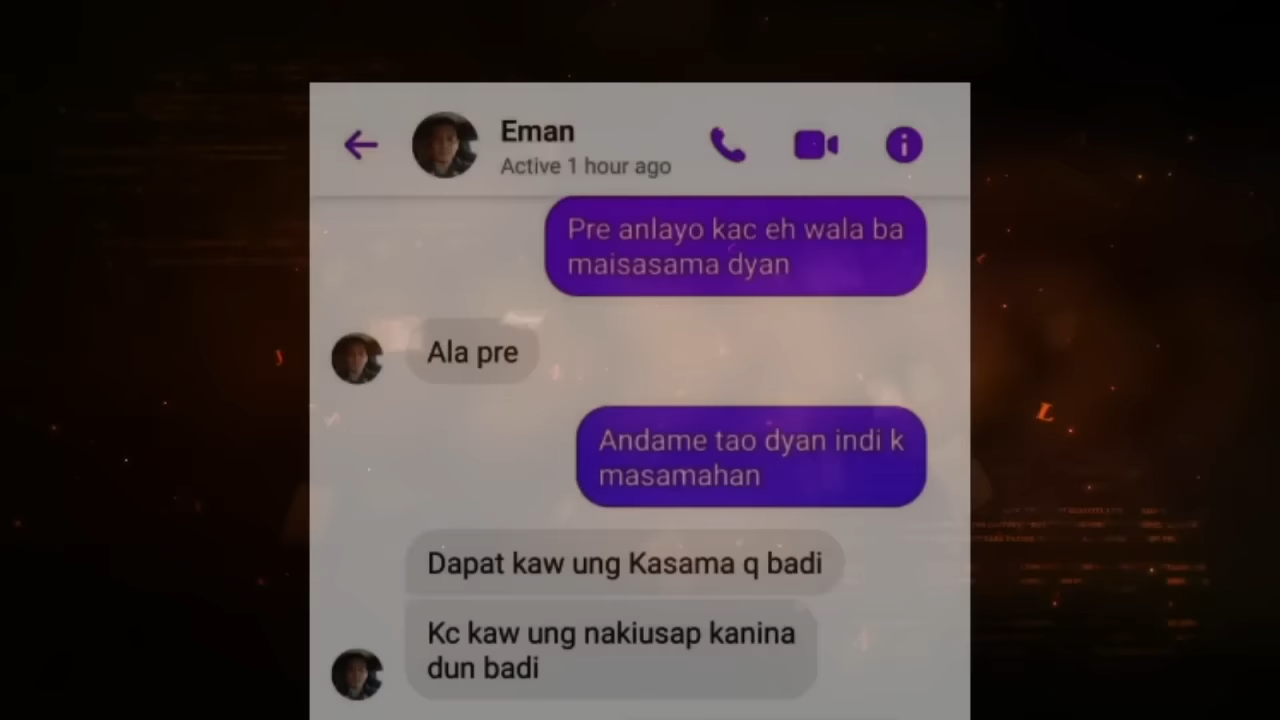 Eman
Active 1 hour ago
Pre anlayo kac eh wala ba
maisasama dyan
Ala pre
Andame tao dyan indi k
masamahan
Dapat kaw ung Kasama q badi
Kc kaw ung nakiusap kanina
dun badi